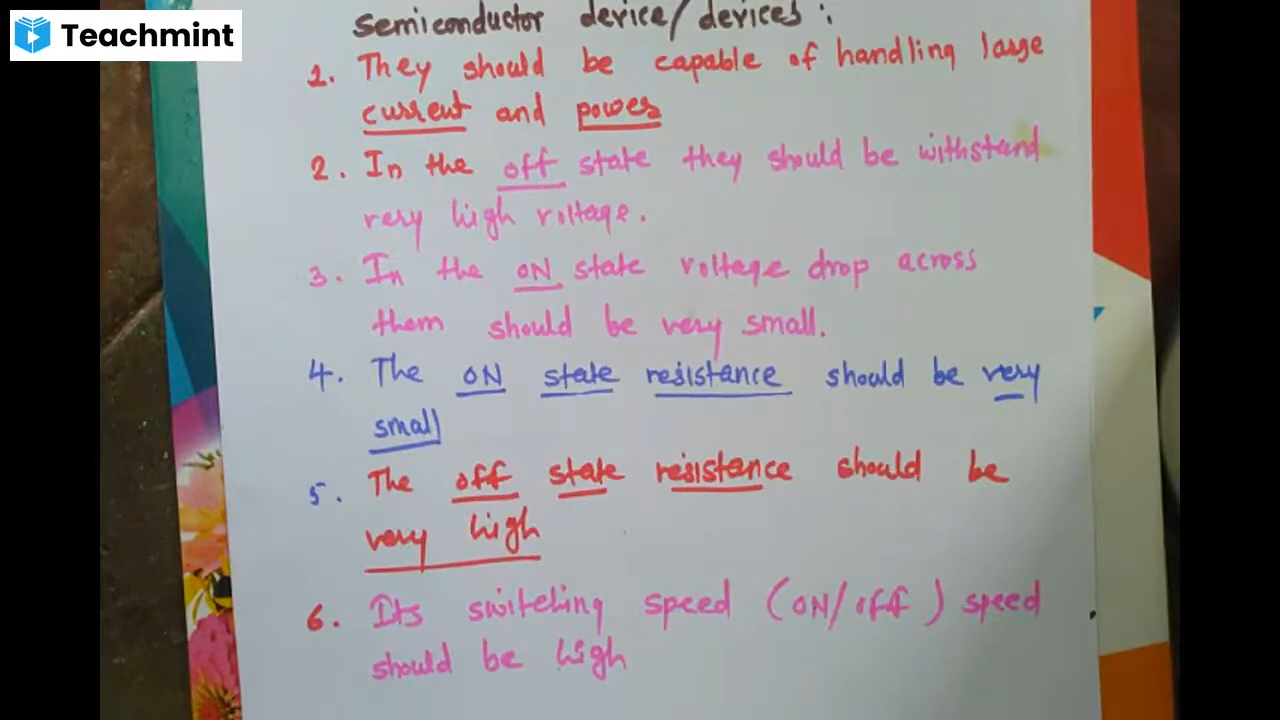 Teachmint
semiconductor device/devices :
1. They should be capable of handling large
current and power
2. In the off state they should be withstand
very high voltage.
3. In the ON state voltage drop across
them should be very small.
4. The ON state resistance should be very
small
5. The off state resistance should be
very high
6. Its switching speed (ON/off) speed
should be high